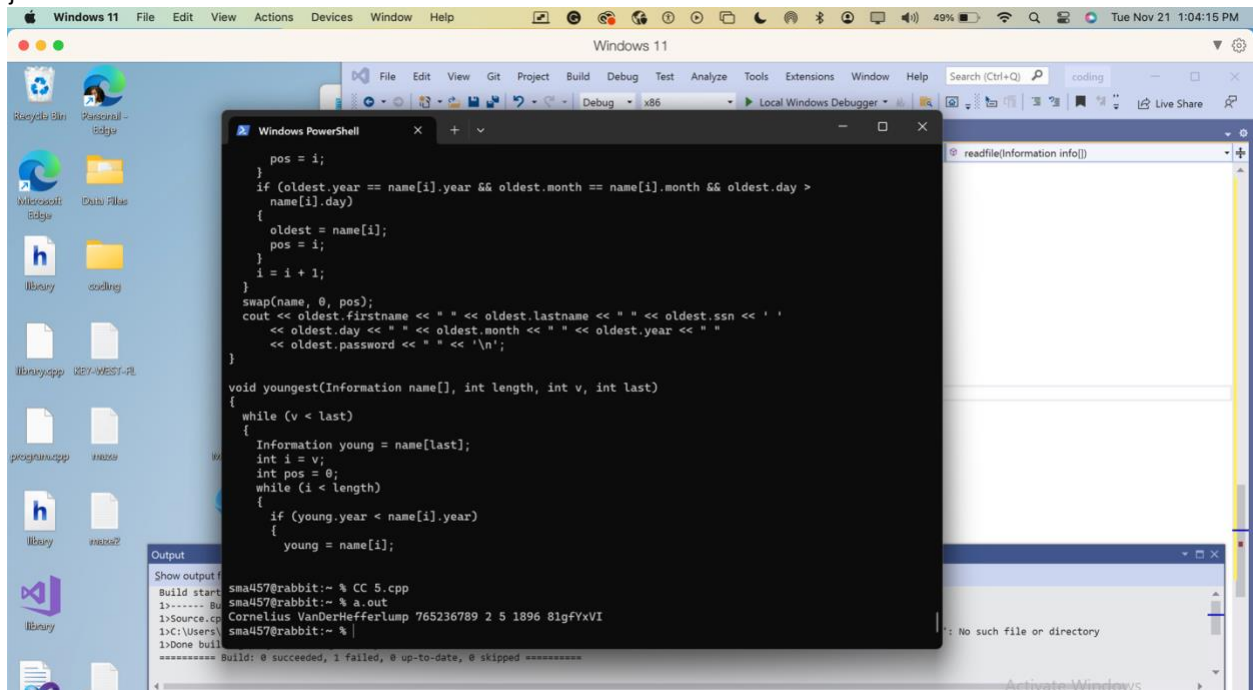 j
Windows 11 File Edit View Actions Devices Window Help 49% Tue Nov 21 1:04:15 PM
Windows 11
File Edit View Git Project Build Debug Test Analyze Tools Extensions Window Help Search (Ctrl+Q) coding
Debug x86 Local Windows Debugger Live Share
Recycle Bin Personal - Edge
Windows PowerShell
readfile(Information info[])
pos = i;
}
if (oldest.year == name[i].year && oldest.month == name[i].month && oldest.day >
name[i].day)
{
oldest = name[i];
pos = i;
}
i = i + 1;
}
swap(name, 0, pos);
cout << oldest.firstname << " " << oldest.lastname << " " << oldest.ssn << ' '
<< oldest.day << " " << oldest.month << " " << oldest.year << " "
<< oldest.password << " " << '\n';
}
void youngest(Information name[], int length, int v, int last)
{
while (v < last)
{
Information young = name[last];
int i = v;
int pos = 0;
while (i < length)
{
if (young.year < name[i].year)
{
young = name[i];
sma457@rabbit:~ % CC 5.cpp
sma457@rabbit:~ % a.out
Cornelius VanDerHefferlump 765236789 2 5 1896 81gfYxVI
sma457@rabbit:~ %
Microsoft Edge Data Files
library coding
library.cpp KEY-WEST-FL
program.cpp maze
library maze2
library
Output
Show output f
Build start
1>------ Bu
1>Source.cp
1>C:\Users\ ': No such file or directory
1>Done buil
========== Build: 0 succeeded, 1 failed, 0 up-to-date, 0 skipped ==========
Activate Windows